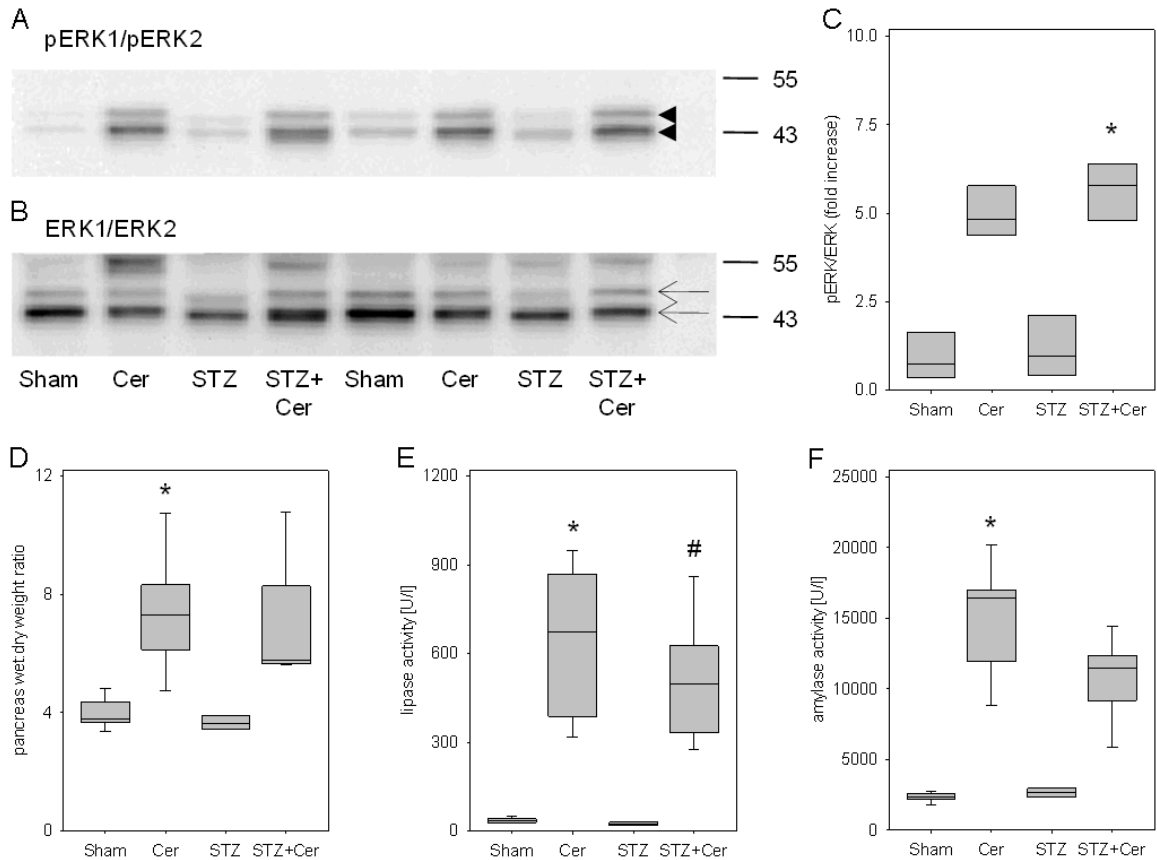 A
pERK1/pERK2
55
43
B
ERK1/ERK2
55
43
Sham Cer STZ STZ+ Sham Cer STZ STZ+
Cer Cer
C
pERK/ERK (fold increase)
10.0
7.5
5.0
2.5
0.0
*
Sham Cer STZ STZ+Cer
D
pancreas wet:dry weight ratio
12
8
4
0
*
Sham Cer STZ STZ+Cer
E
lipase activity [U/l]
1200
900
600
300
0
*
#
Sham Cer STZ STZ+Cer
F
amylase activity [U/l]
25000
20000
15000
10000
5000
0
*
Sham Cer STZ STZ+Cer